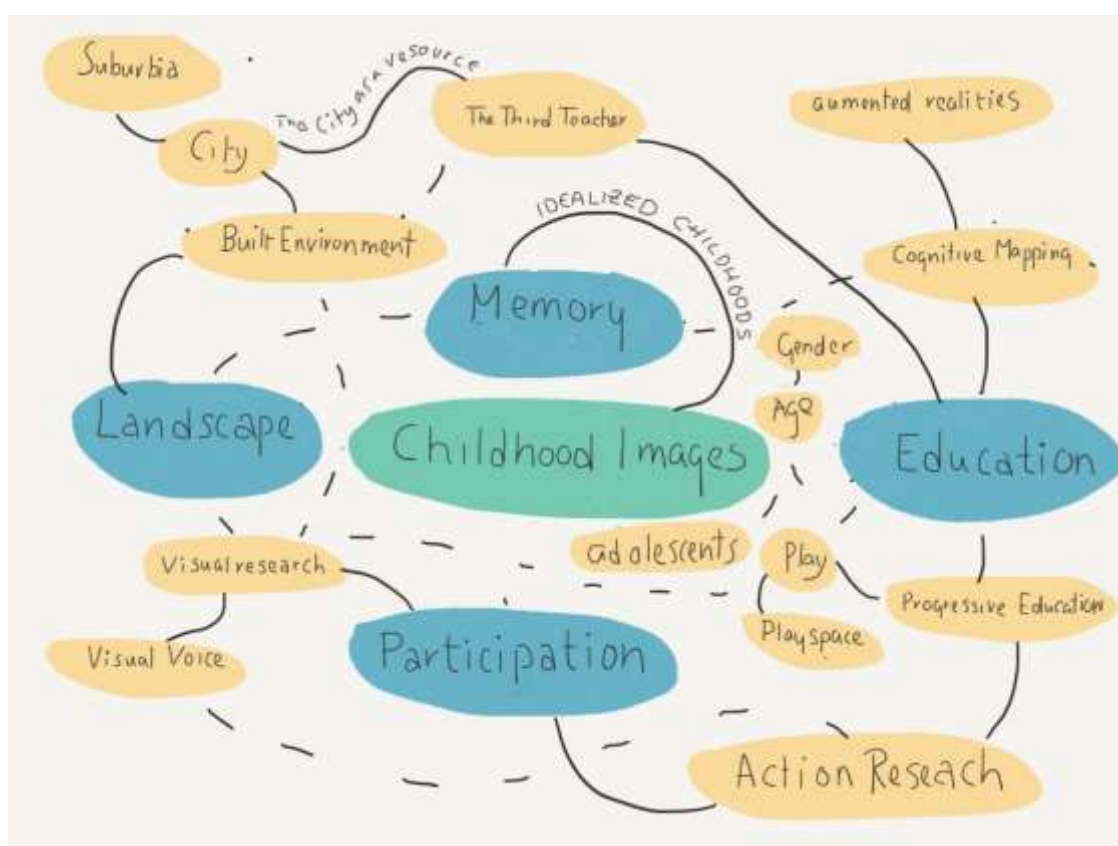 Suburbia
The City as a resource
The Third Teacher
aumented realities
City
Built Environment
IDEALIZED CHILDHOODS
Cognitive Mapping
Memory
Gender
Age
Landscape
Childhood Images
Education
adolescents
Play
Visual research
Progressive Education
Visual Voice
Participation
Playspace
Action Reseach